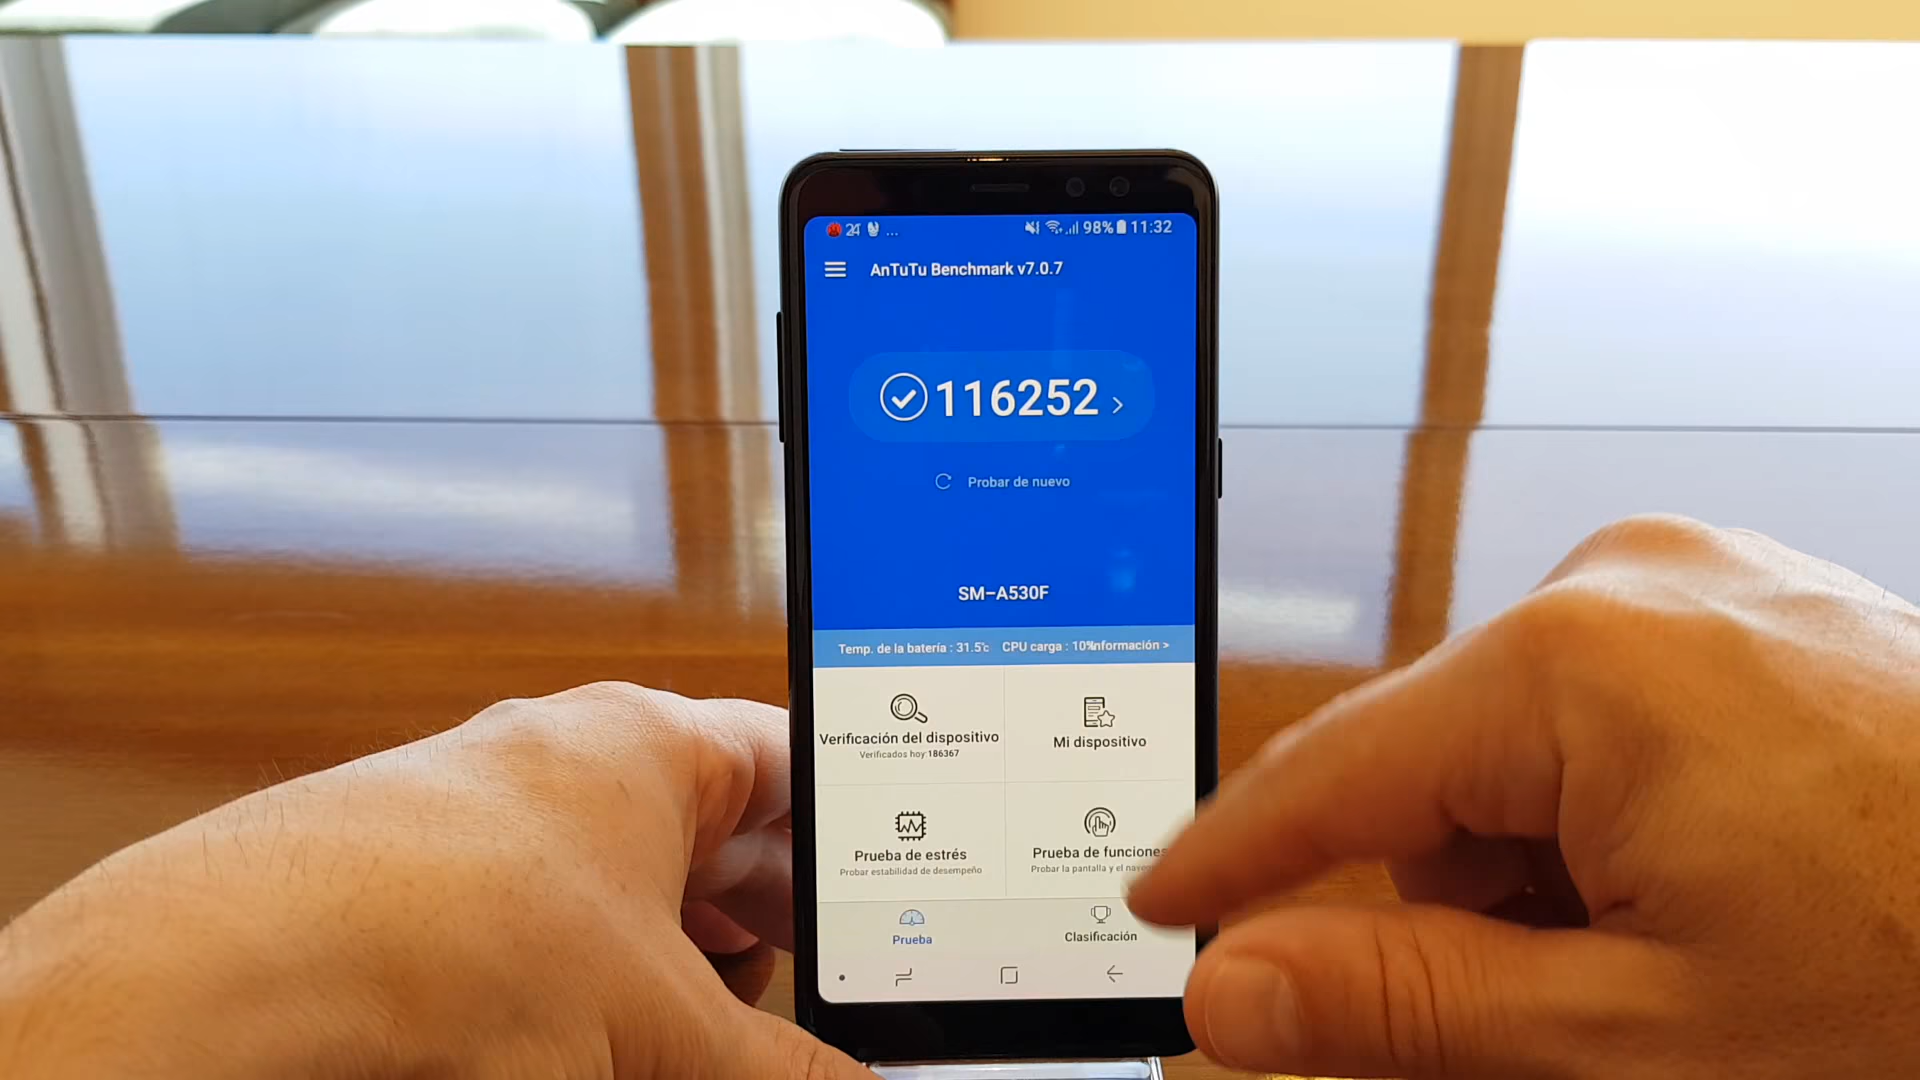 24 ... 98% 11:32
AnTuTu Benchmark v7.0.7
116252 >
Probar de nuevo
SM-A530F
Temp. de la batería : 31.5℃ CPU carga : 10% Información >
Verificación del dispositivo
Verificados hoy:186367
Mi dispositivo
Prueba de estrés
Probar estabilidad de desempeño
Prueba de funciones
Probar la pantalla y el
Prueba
Clasificación